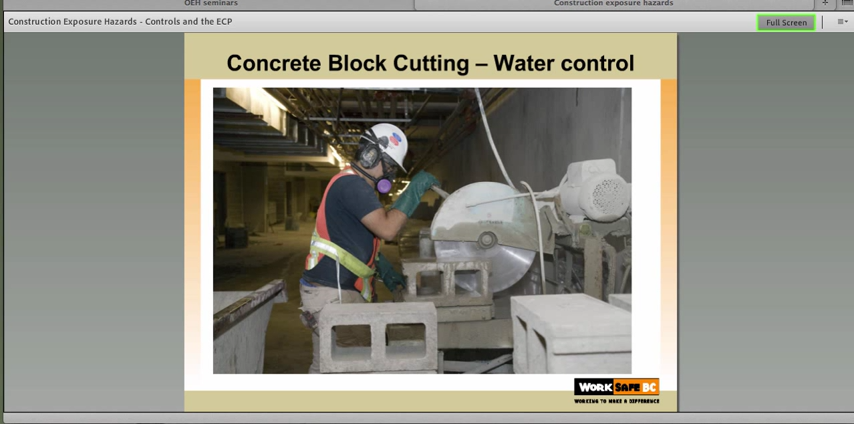 OEH seminars
Construction exposure hazards
Construction Exposure Hazards - Controls and the ECP
Full Screen
Concrete Block Cutting – Water control
WORK SAFE BC
WORKING TO MAKE A DIFFERENCE